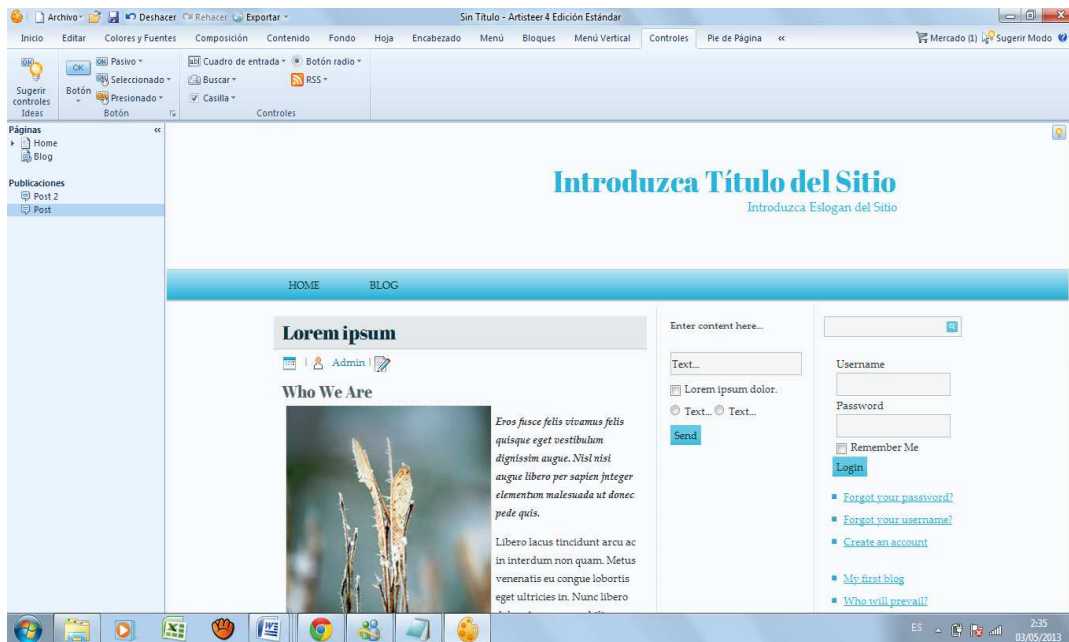 Archivo Deshacer Rehacer Exportar Sin Título - Artisteer 4 Edición Estándar
Inicio Editar Colores y Fuentes Composición Contenido Fondo Hoja Encabezado Menú Bloques Menú Vertical Controles Pie de Página « Mercado (1) Sugerir Modo
Sugerir controles
Ideas
OK
Botón
Pasivo
Seleccionado
Presionado
Botón
Cuadro de entrada Botón radio
Buscar RSS
Casilla
Controles
Páginas «
Home
Blog
Publicaciones
Post 2
Post
Introduzca Título del Sitio
Introduzca Eslogan del Sitio
HOME BLOG
Lorem ipsum
Admin
Who We Are
Eros fusce felis vivamus felis
quisque eget vestibulum
dignissim augue. Nisl nisi
augue libero per sapien jnteger
elementum malesuada ut donec
pede quis.
Libero lacus tincidunt arcu ac
in interdum non quam. Metus
venenatis eu congue lobortis
eget ultricies in. Nunc libero
Enter content here...
Text...
Lorem ipsum dolor.
Text... Text...
Send
Username
Password
Remember Me
Login
Forgot your password?
Forgot your username?
Create an account
My first blog
Who will prevail?
ES 2:35
03/05/2013